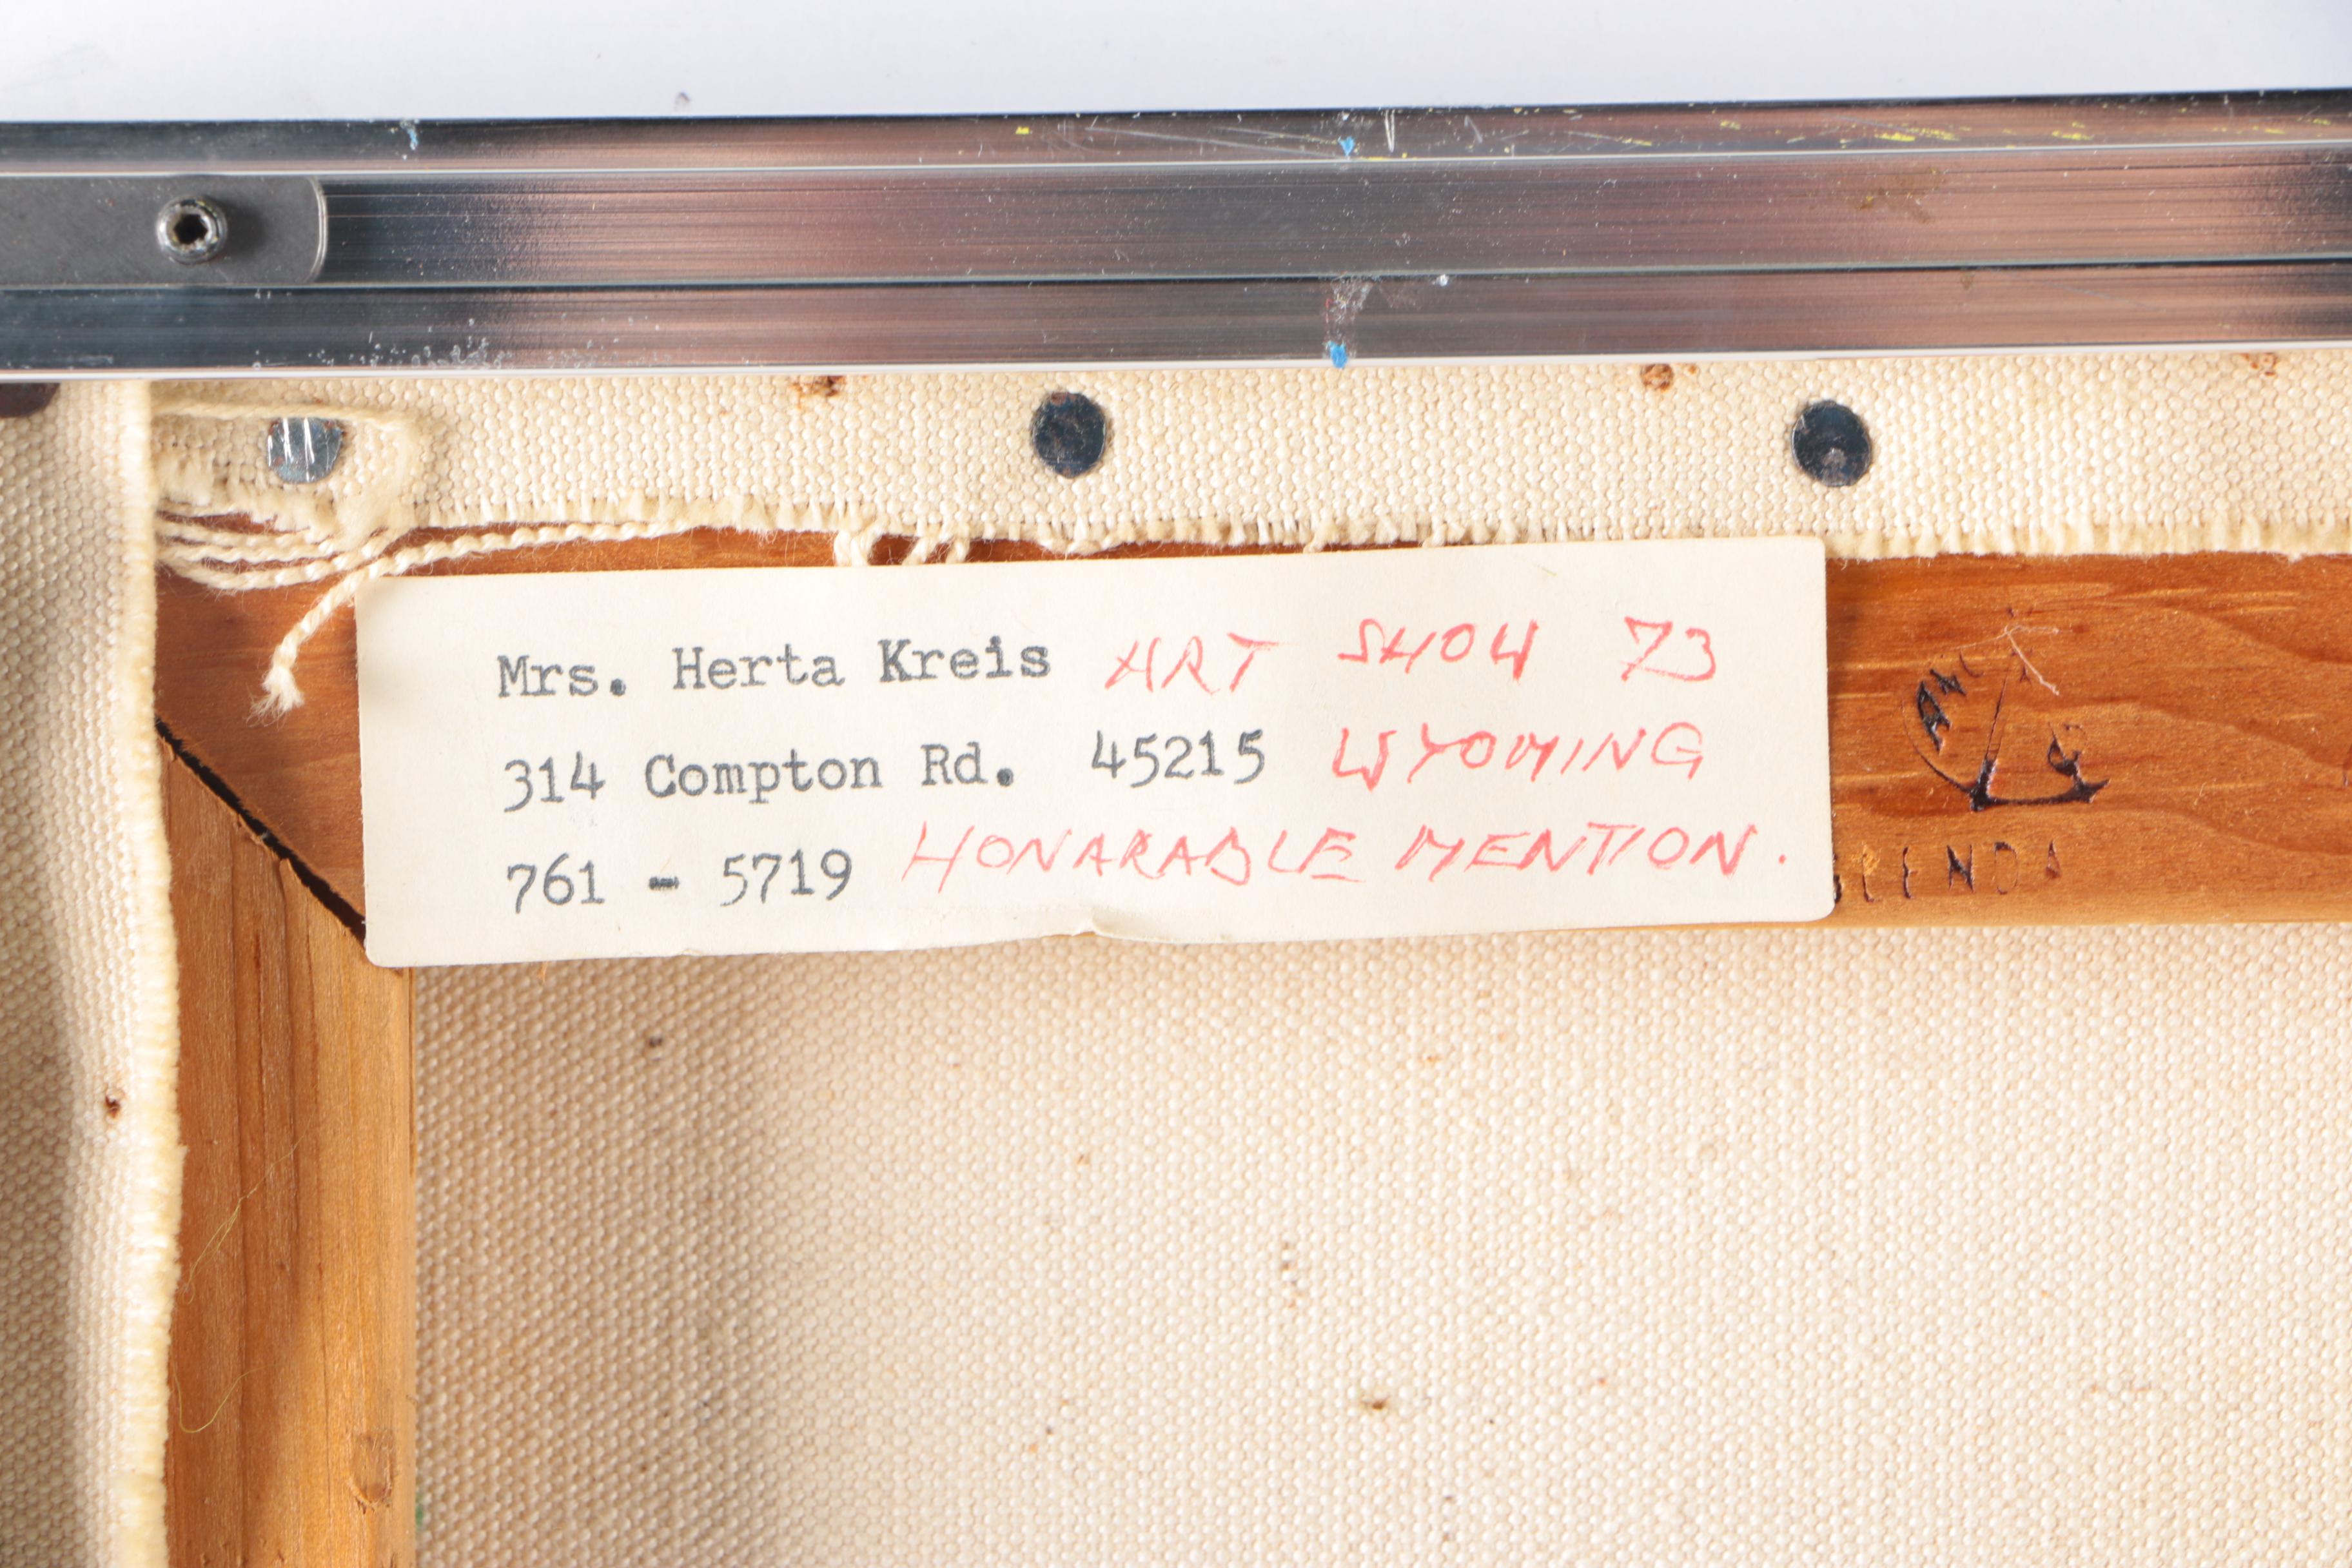 Mrs. Herta Kreis ART SHOW 73
314 Compton Rd. 45215 WYOMING
761 - 5719 HONARABLE MENTION.